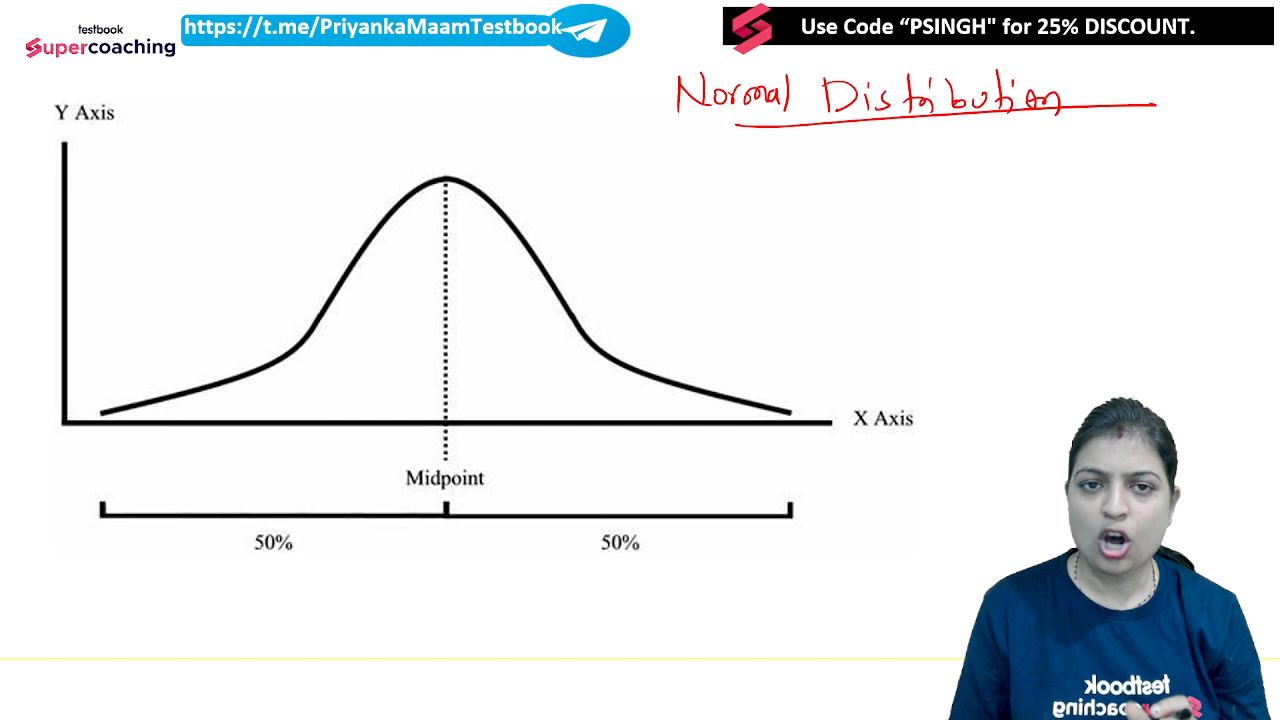 testbook
Supercoaching
https://t.me/PriyankaMaamTestbook
Use Code “PSINGH" for 25% DISCOUNT.
Normal Distribution
Y Axis
X Axis
Midpoint
50% 50%
testbook
coaching